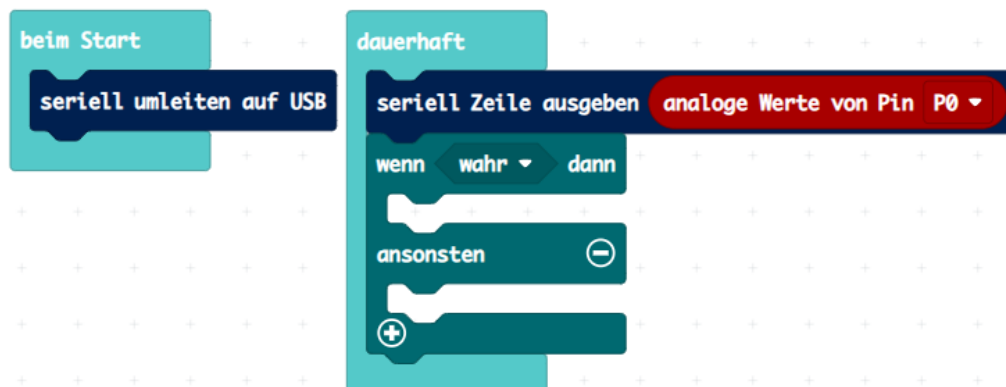 beim Start
seriell umleiten auf USB
dauerhaft
seriell Zeile ausgeben analoge Werte von Pin P0
wenn wahr dann
ansonsten